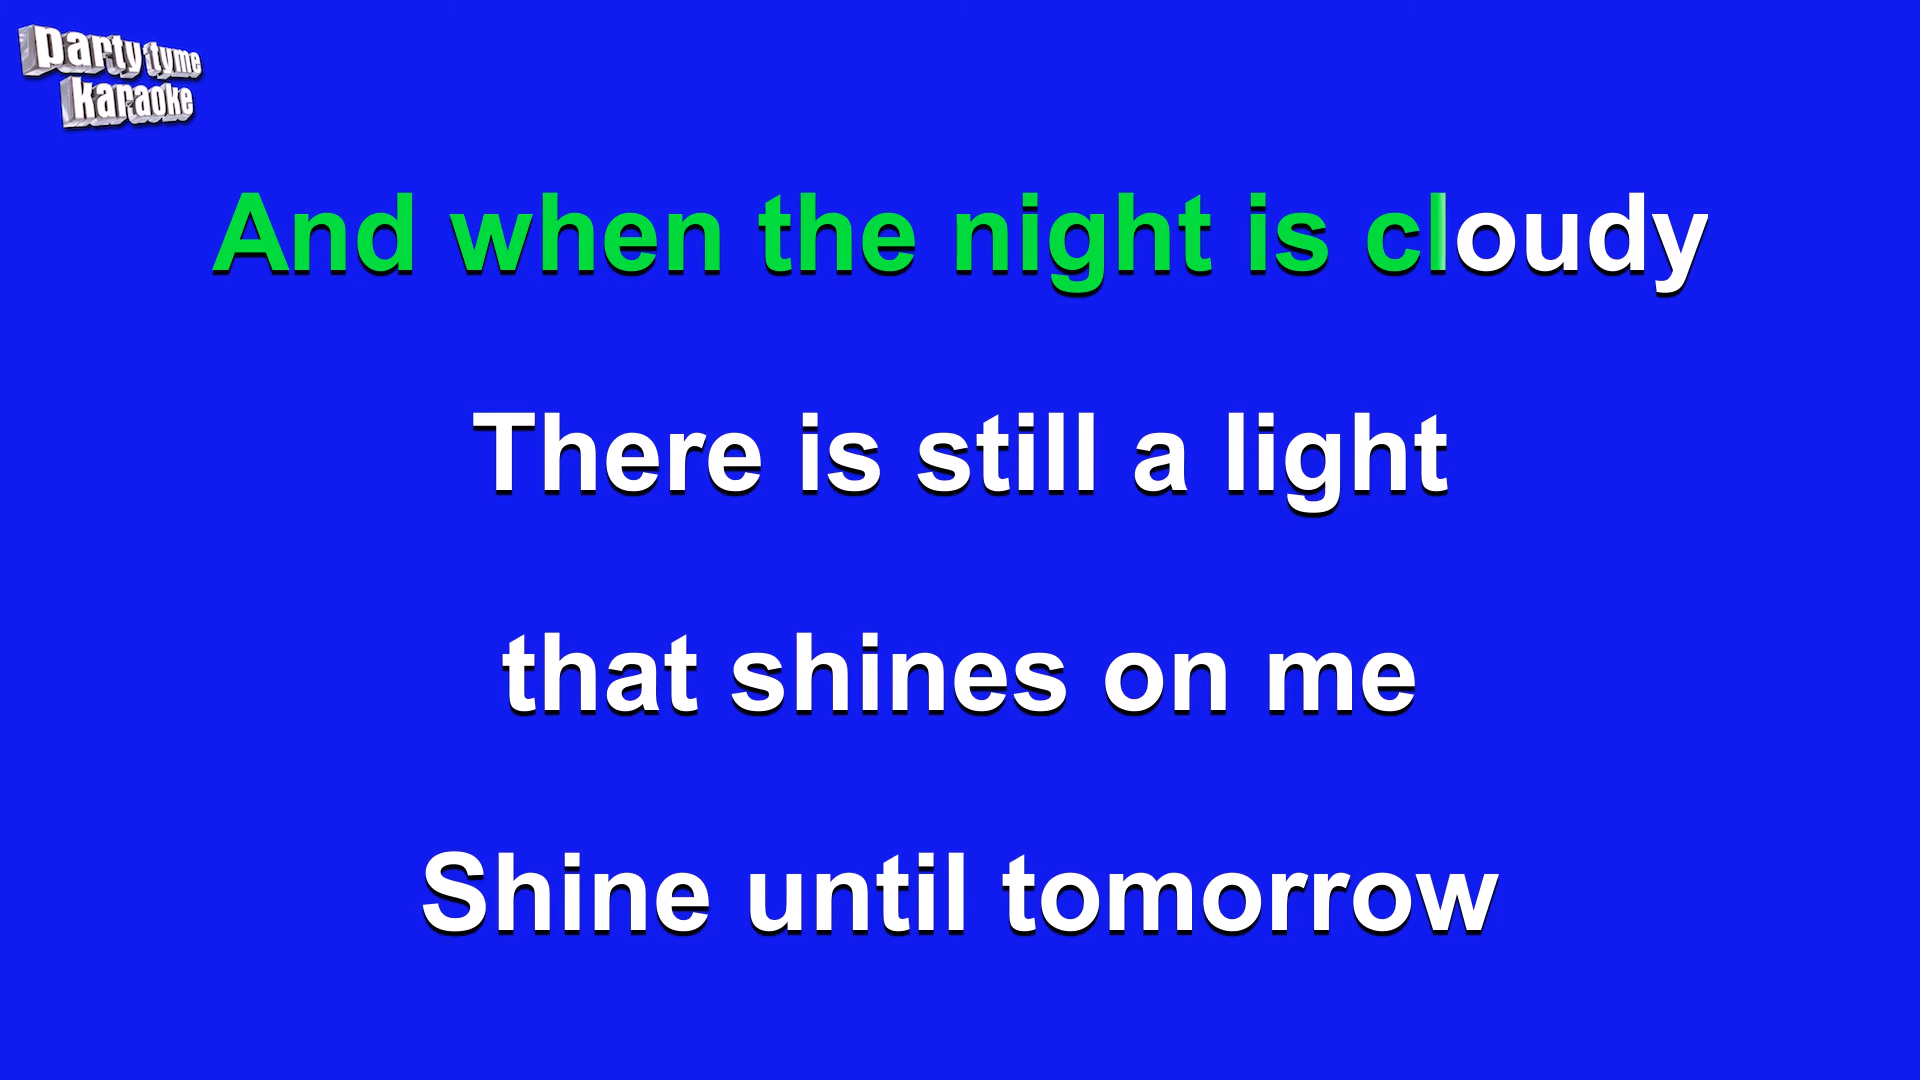 party tyme
karaoke
And when the night is cloudy
There is still a light
that shines on me
Shine until tomorrow